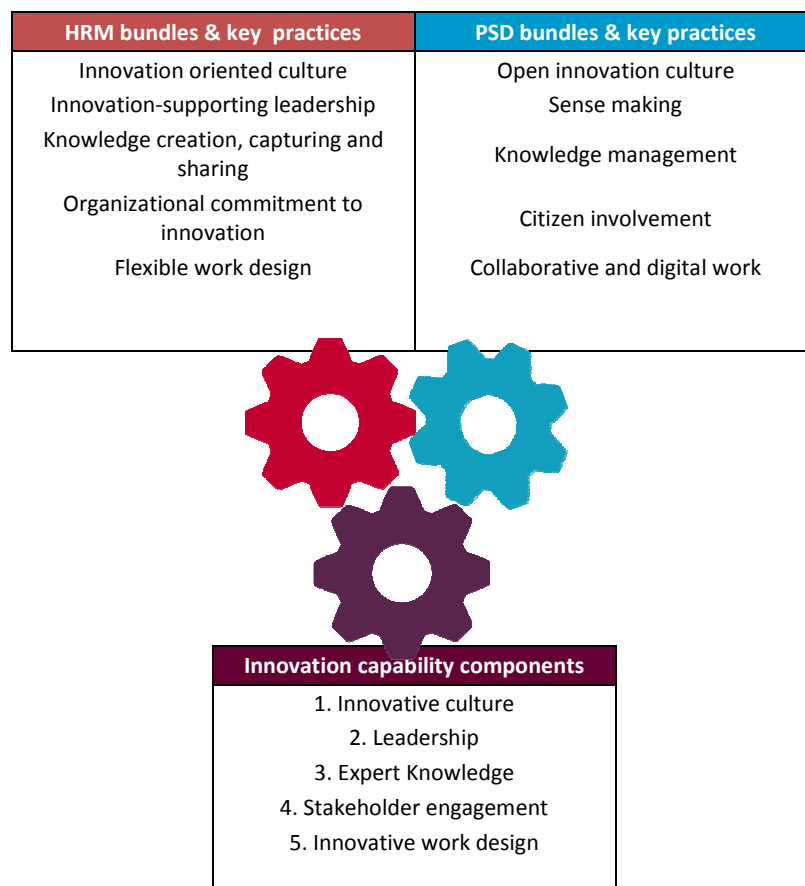 HRM bundles & key practices
Innovation oriented culture
Innovation-supporting leadership
Knowledge creation, capturing and
sharing
Organizational commitment to
innovation
Flexible work design
PSD bundles & key practices
Open innovation culture
Sense making
Knowledge management
Citizen involvement
Collaborative and digital work
Innovation capability components
1. Innovative culture
2. Leadership
3. Expert Knowledge
4. Stakeholder engagement
5. Innovative work design